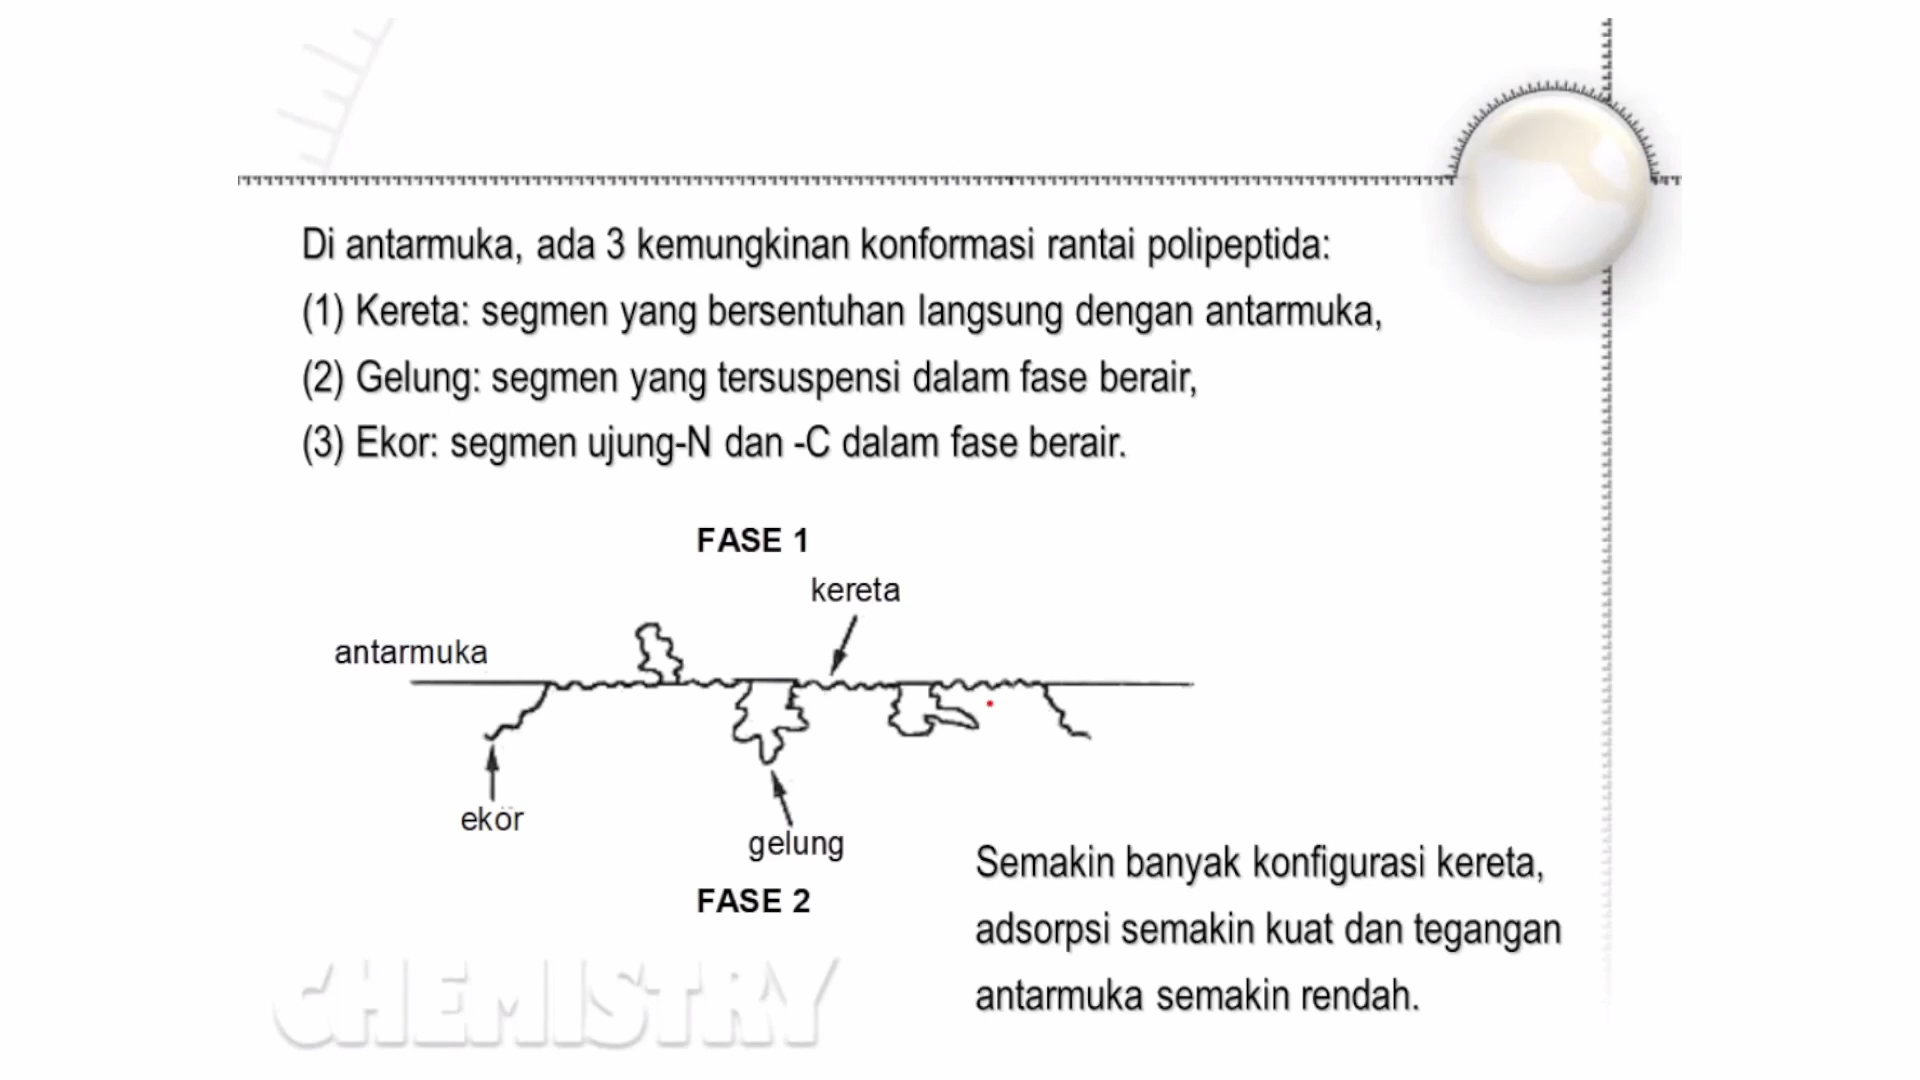 Di antarmuka, ada 3 kemungkinan konformasi rantai polipeptida:
(1) Kereta: segmen yang bersentuhan langsung dengan antarmuka,
(2) Gelung: segmen yang tersuspensi dalam fase berair,
(3) Ekor: segmen ujung-N dan -C dalam fase berair.
FASE 1
kereta
antarmuka
ekor
gelung
FASE 2
Semakin banyak konfigurasi kereta,
adsorpsi semakin kuat dan tegangan
antarmuka semakin rendah.
CHEMISTRY